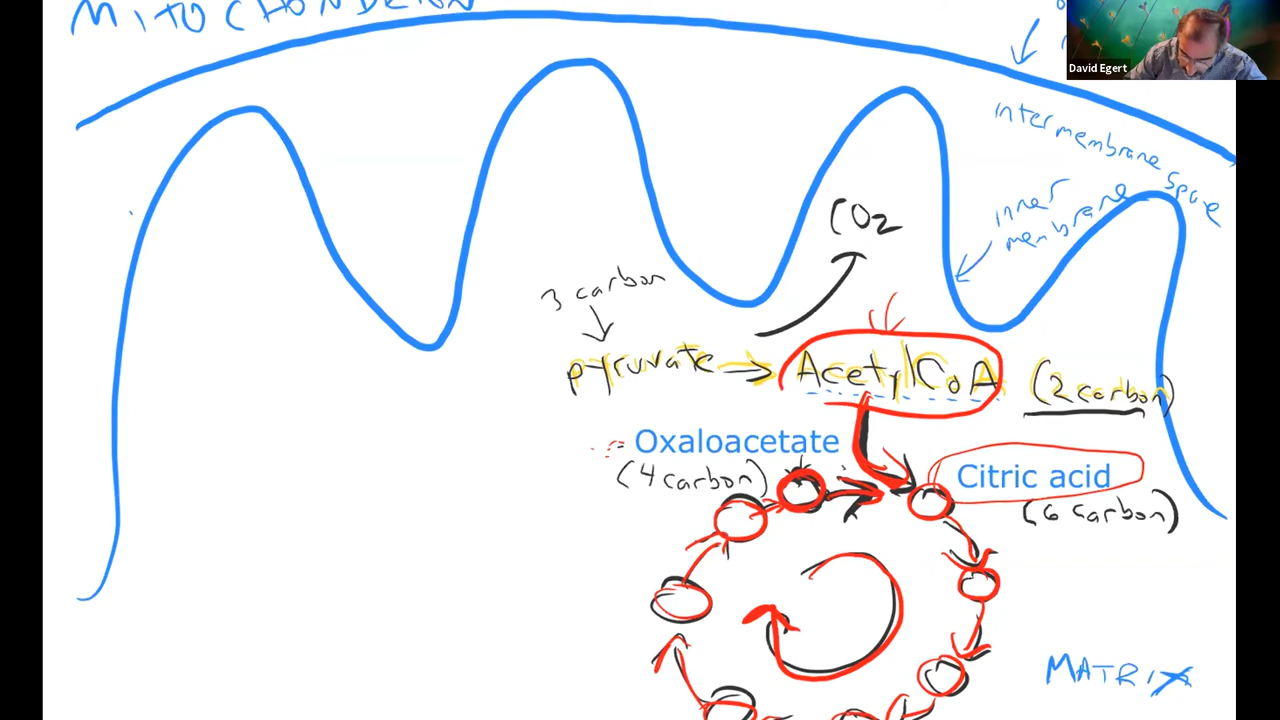 MITOCHONDRION
David Egert
intermembrane space
inner
membrane
CO2
3 carbon
pyruvate → Acetyl CoA (2 carbon)
Oxaloacetate
(4 carbon)
Citric acid
(6 carbon)
MATRIX